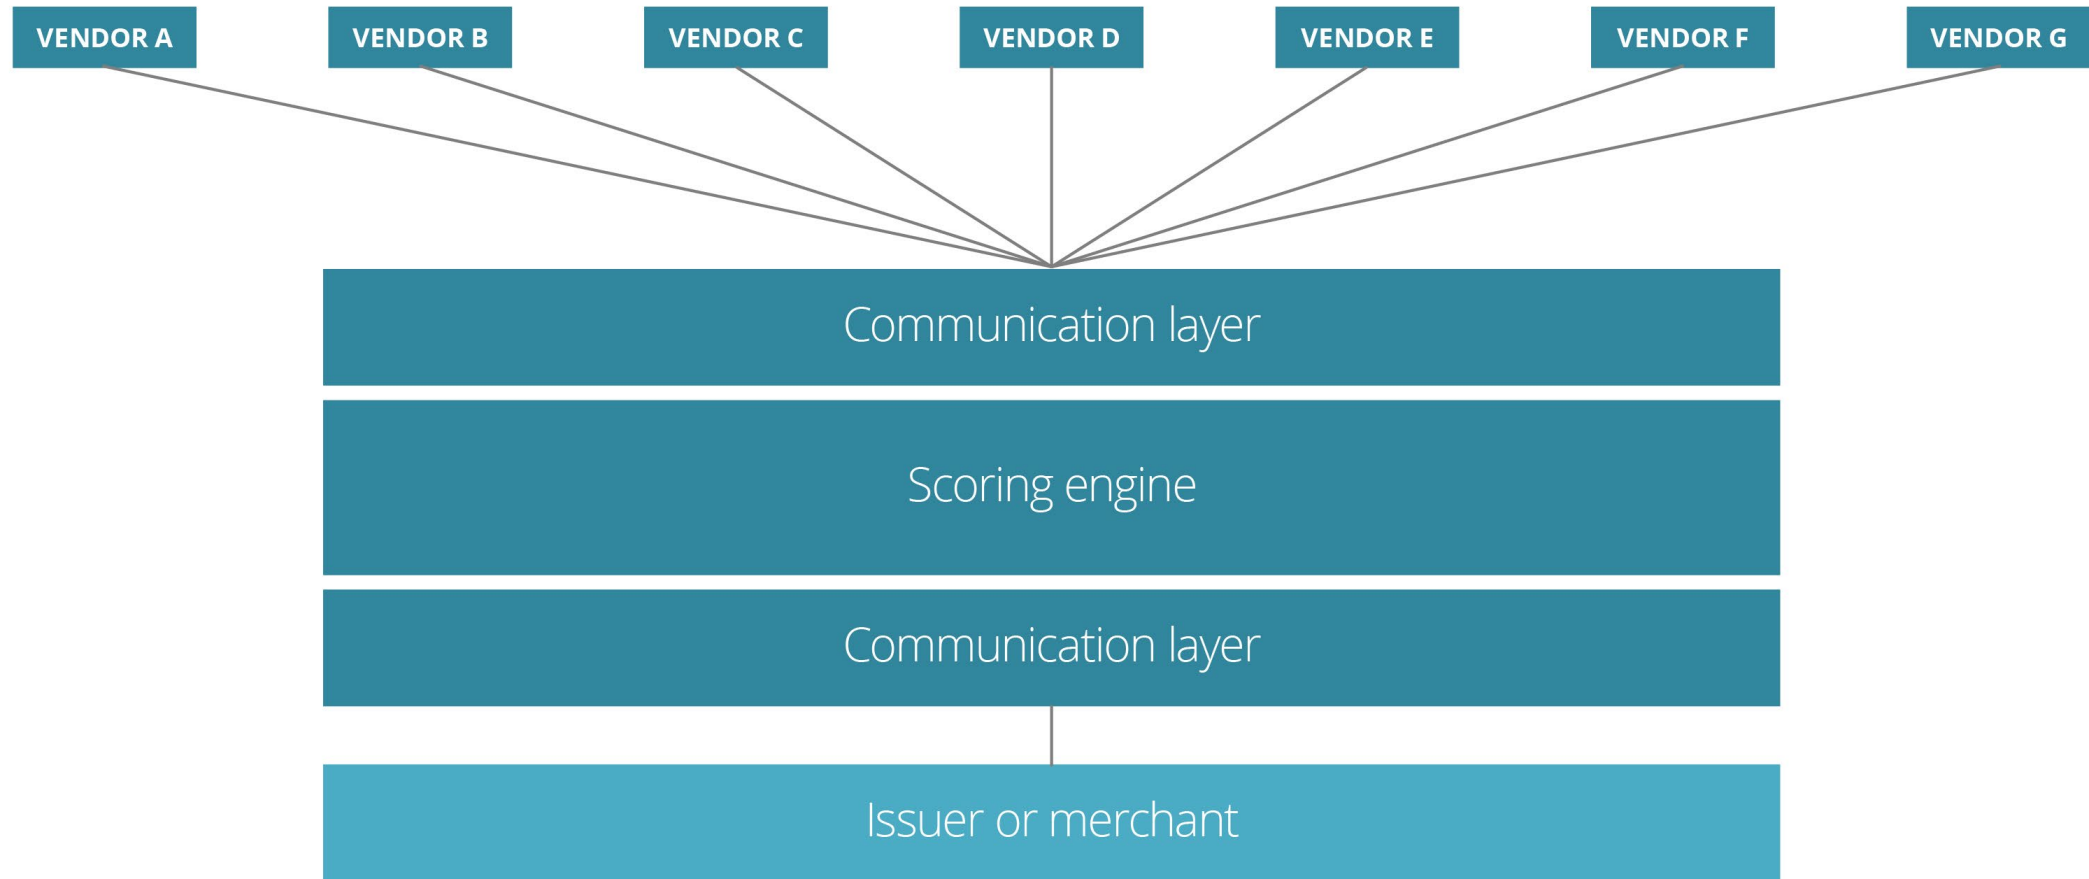 VENDOR A
VENDOR B
VENDOR C
VENDOR D
VENDOR E
VENDOR F
VENDOR G
Communication layer
Scoring engine
Communication layer
Issuer or merchant